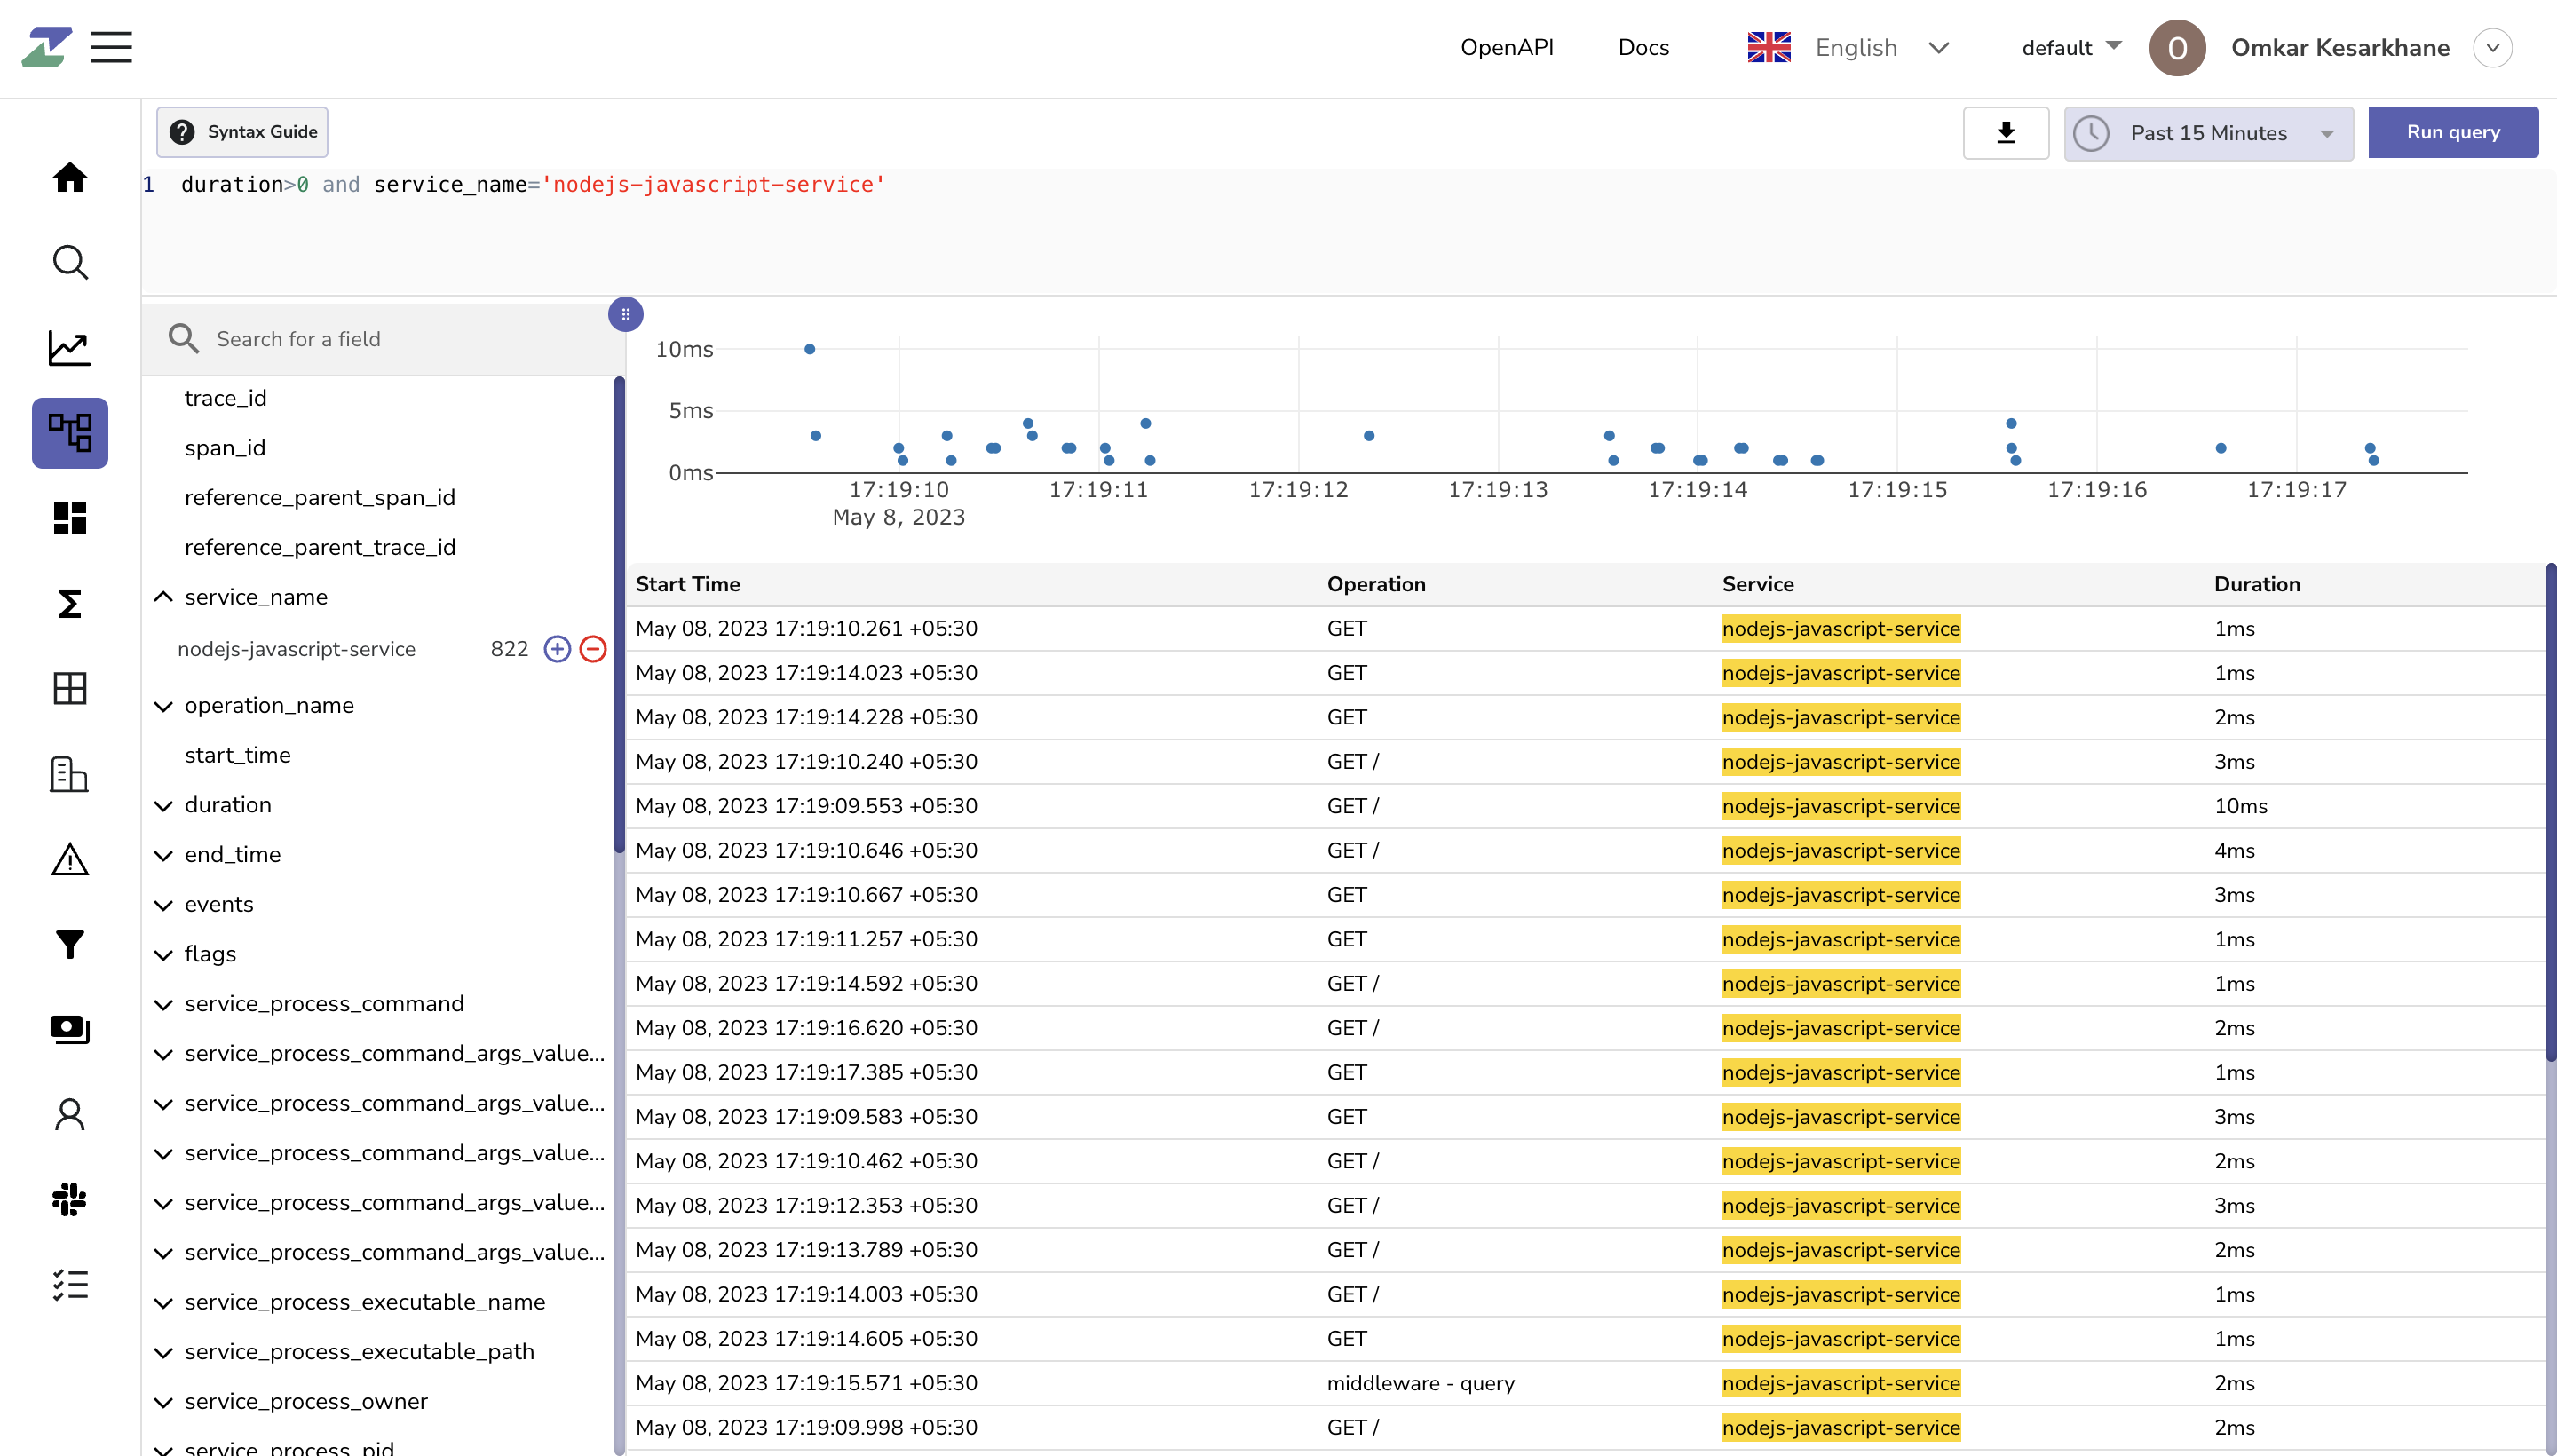 OpenAPI Docs English default O Omkar Kesarkhane
? Syntax Guide Past 15 Minutes Run query
1 duration>0 and service_name='nodejs-javascript-service'
Search for a field
trace_id
span_id
reference_parent_span_id
reference_parent_trace_id
service_name
nodejs-javascript-service 822
operation_name
start_time
duration
end_time
events
flags
service_process_command
service_process_command_args_value...
service_process_command_args_value...
service_process_command_args_value...
service_process_command_args_value...
service_process_command_args_value...
service_process_executable_name
service_process_executable_path
service_process_owner
service_process_pid
10ms
5ms
0ms
17:19:10 17:19:11 17:19:12 17:19:13 17:19:14 17:19:15 17:19:16 17:19:17
May 8, 2023
Start Time Operation Service Duration
May 08, 2023 17:19:10.261 +05:30 GET nodejs-javascript-service 1ms
May 08, 2023 17:19:14.023 +05:30 GET nodejs-javascript-service 1ms
May 08, 2023 17:19:14.228 +05:30 GET nodejs-javascript-service 2ms
May 08, 2023 17:19:10.240 +05:30 GET / nodejs-javascript-service 3ms
May 08, 2023 17:19:09.553 +05:30 GET / nodejs-javascript-service 10ms
May 08, 2023 17:19:10.646 +05:30 GET / nodejs-javascript-service 4ms
May 08, 2023 17:19:10.667 +05:30 GET nodejs-javascript-service 3ms
May 08, 2023 17:19:11.257 +05:30 GET nodejs-javascript-service 1ms
May 08, 2023 17:19:14.592 +05:30 GET / nodejs-javascript-service 1ms
May 08, 2023 17:19:16.620 +05:30 GET / nodejs-javascript-service 2ms
May 08, 2023 17:19:17.385 +05:30 GET nodejs-javascript-service 1ms
May 08, 2023 17:19:09.583 +05:30 GET nodejs-javascript-service 3ms
May 08, 2023 17:19:10.462 +05:30 GET / nodejs-javascript-service 2ms
May 08, 2023 17:19:12.353 +05:30 GET / nodejs-javascript-service 3ms
May 08, 2023 17:19:13.789 +05:30 GET / nodejs-javascript-service 2ms
May 08, 2023 17:19:14.003 +05:30 GET / nodejs-javascript-service 1ms
May 08, 2023 17:19:14.605 +05:30 GET nodejs-javascript-service 1ms
May 08, 2023 17:19:15.571 +05:30 middleware - query nodejs-javascript-service 2ms
May 08, 2023 17:19:09.998 +05:30 GET / nodejs-javascript-service 2ms